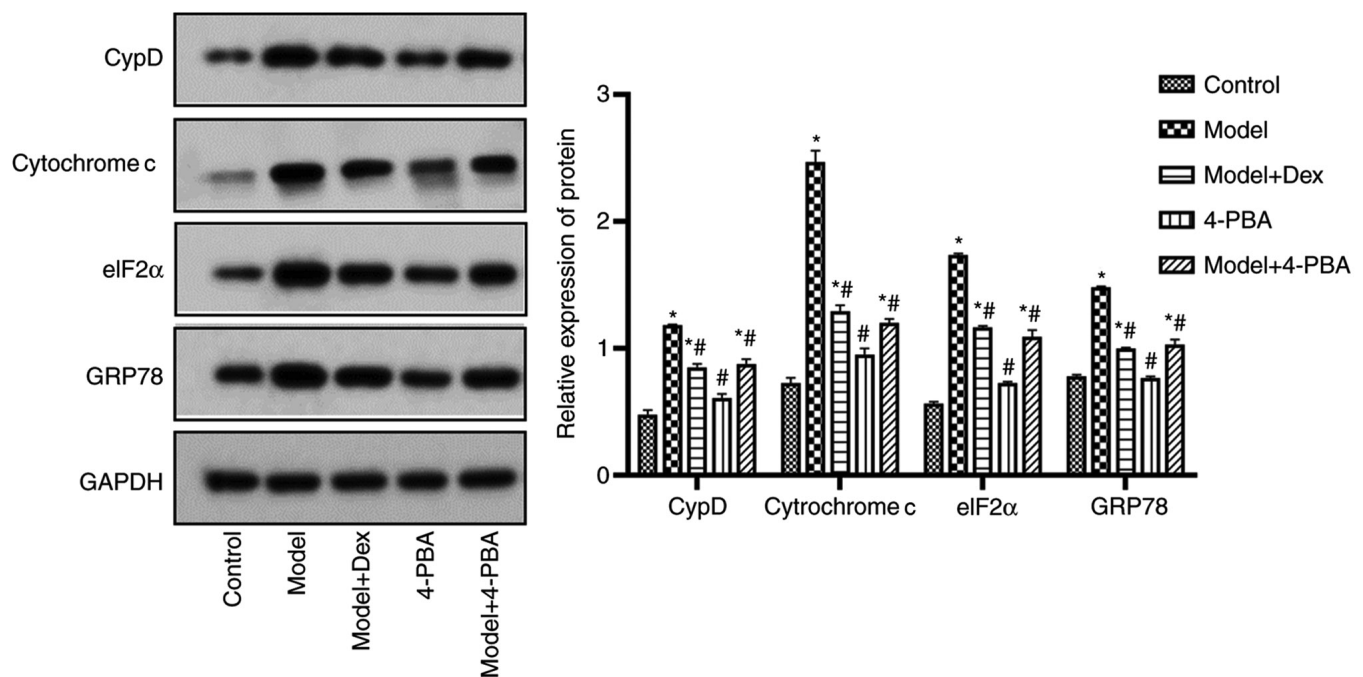 CypD
Cytochrome c
eIF2α
GRP78
GAPDH
Control
Model
Model+Dex
4-PBA
Model+4-PBA
Relative expression of protein
3
2
1
0
*
*#
#
*#
*
*#
#
*#
*
*#
#
*#
*
*#
#
*#
CypD
Cytrochrome c
eIF2α
GRP78
Control
Model
Model+Dex
4-PBA
Model+4-PBA